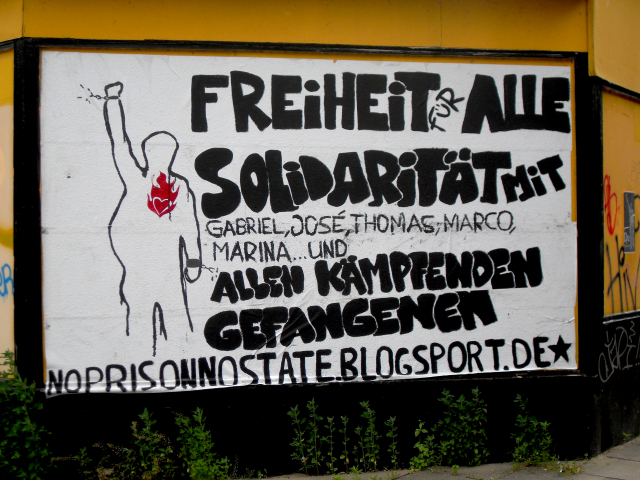 FREiHEiT FÜR ALLE
SOLiDARiTÄT MiT
GABRIEL, JOSÉ, THOMAS, MARCO,
MARINA...UND
ALLEN KÄMPFENDEN
GEFANGENEN
NOPRISONNOSTATE.BLOGSPORT.DE★